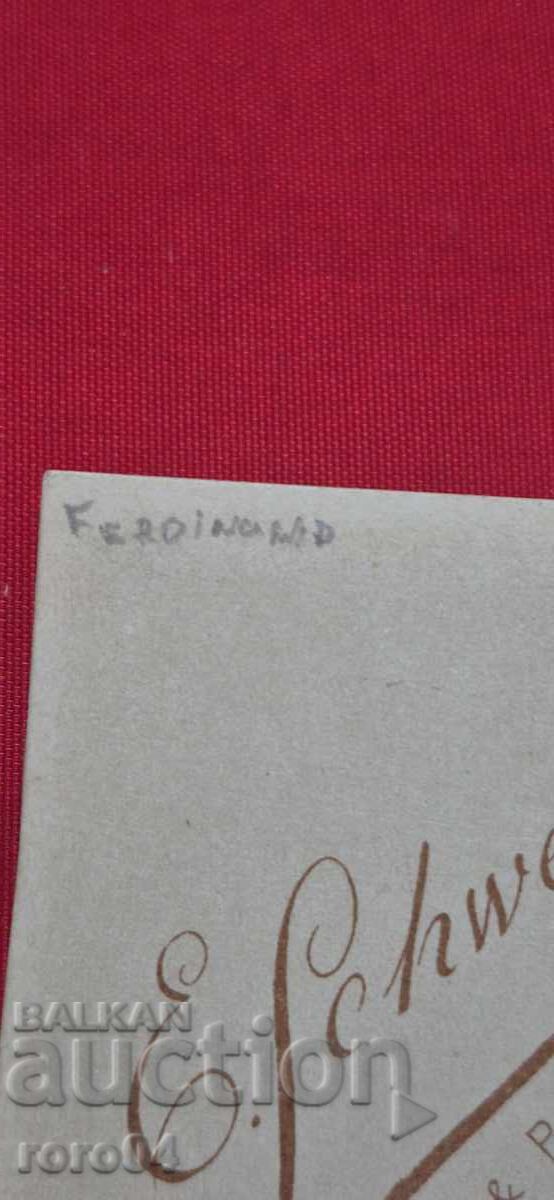 FERDINAND
E. Schwe
& P
BALKAN
auction
roro04